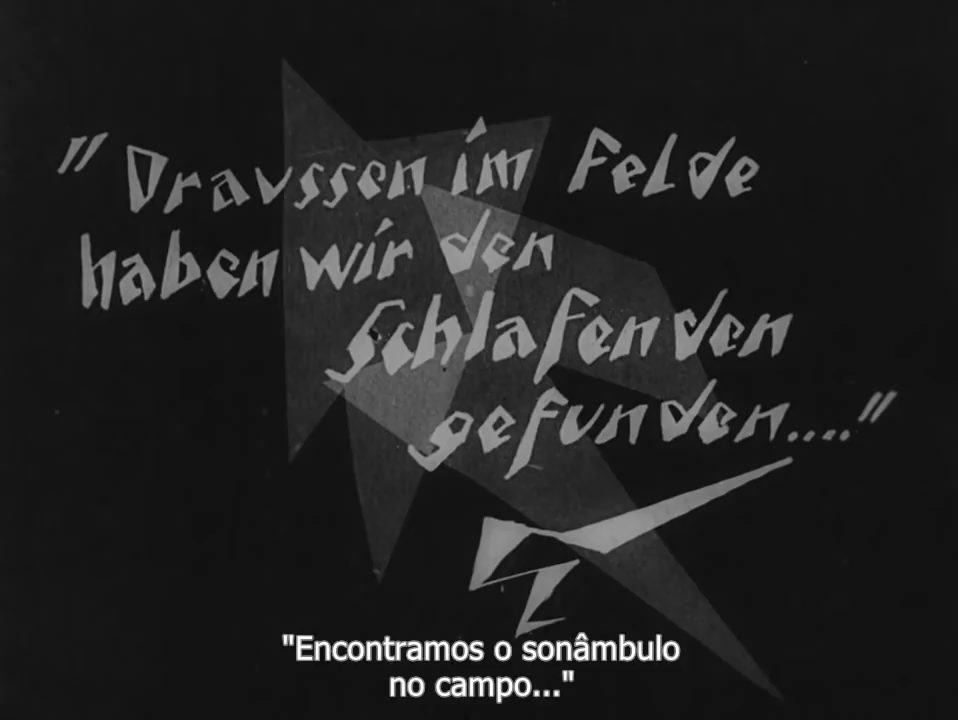 "Draussen im Felde
haben wir den
schlafenden
gefunden...."
"Encontramos o sonâmbulo
no campo..."